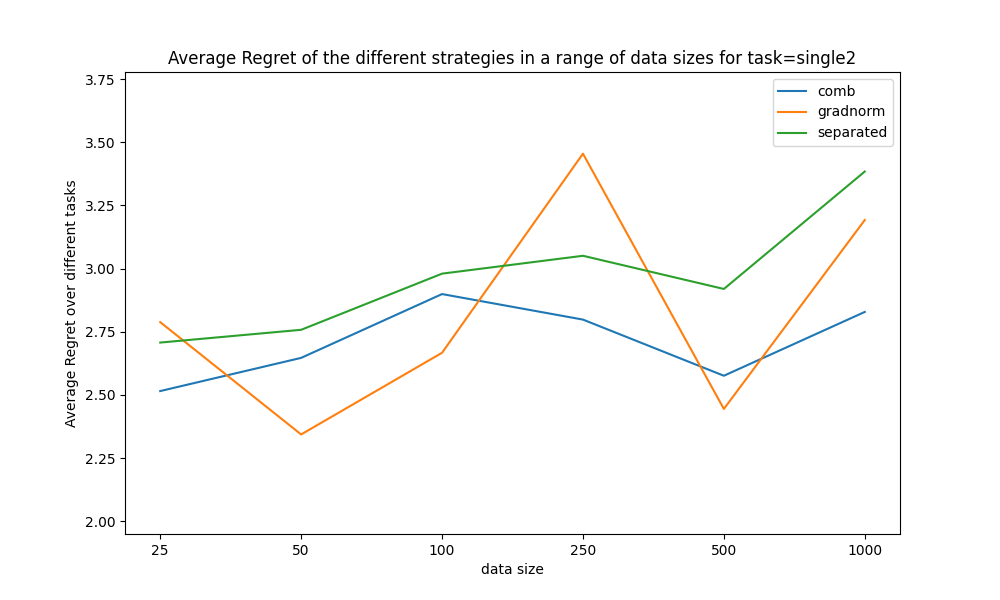 Average Regret of the different strategies in a range of data sizes for task=single2
comb
gradnorm
separated
Average Regret over different tasks
3.75
3.50
3.25
3.00
2.75
2.50
2.25
2.00
25 50 100 250 500 1000
data size